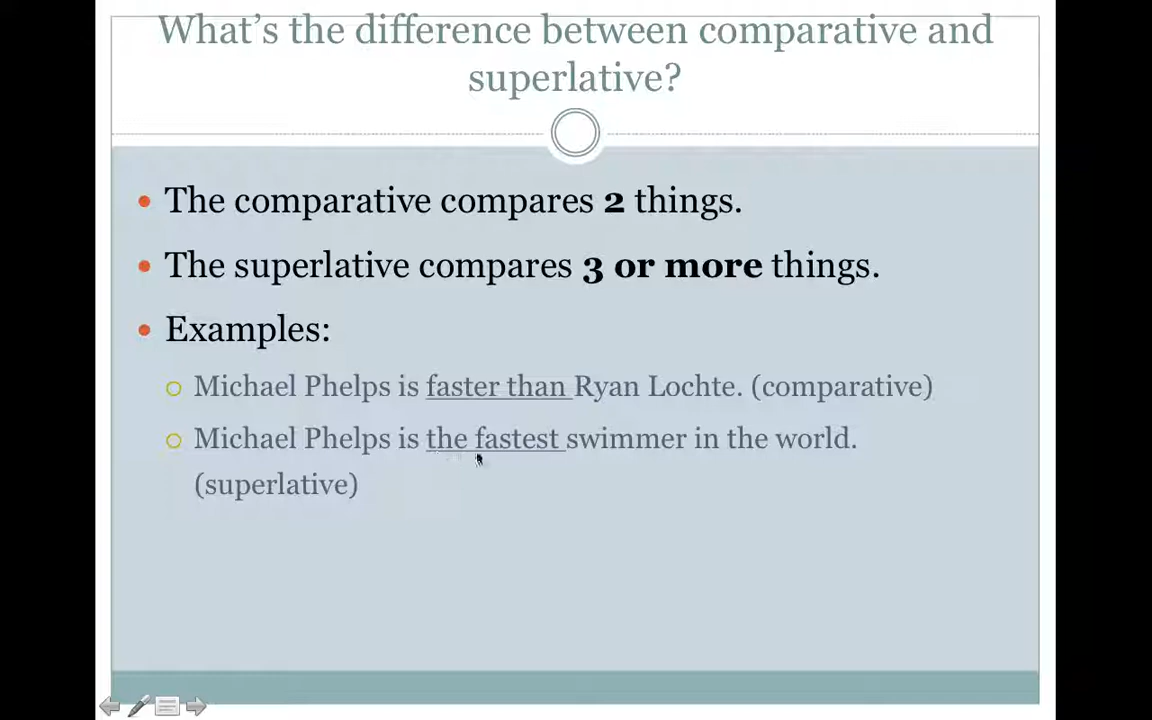 What’s the difference between comparative and
superlative?
The comparative compares 2 things.
The superlative compares 3 or more things.
Examples:
Michael Phelps is faster than Ryan Lochte. (comparative)
Michael Phelps is the fastest swimmer in the world.
(superlative)